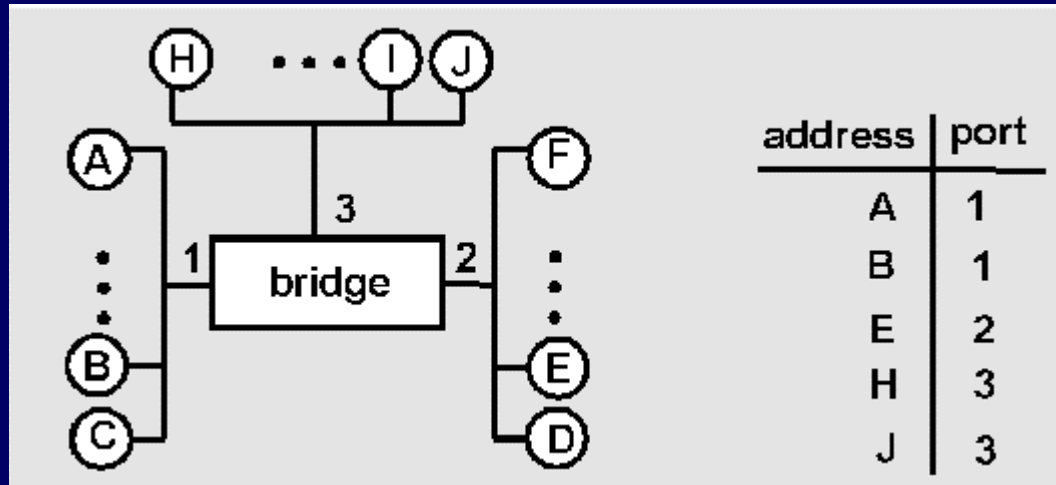 H ... I J
A F
3
1 bridge 2
B E
C D
address port
A 1
B 1
E 2
H 3
J 3